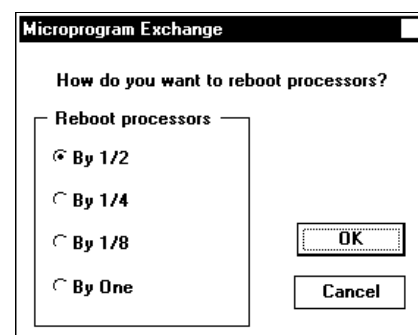 Microprogram Exchange
How do you want to reboot processors?
Reboot processors
By 1/2
By 1/4
By 1/8
By One
OK
Cancel